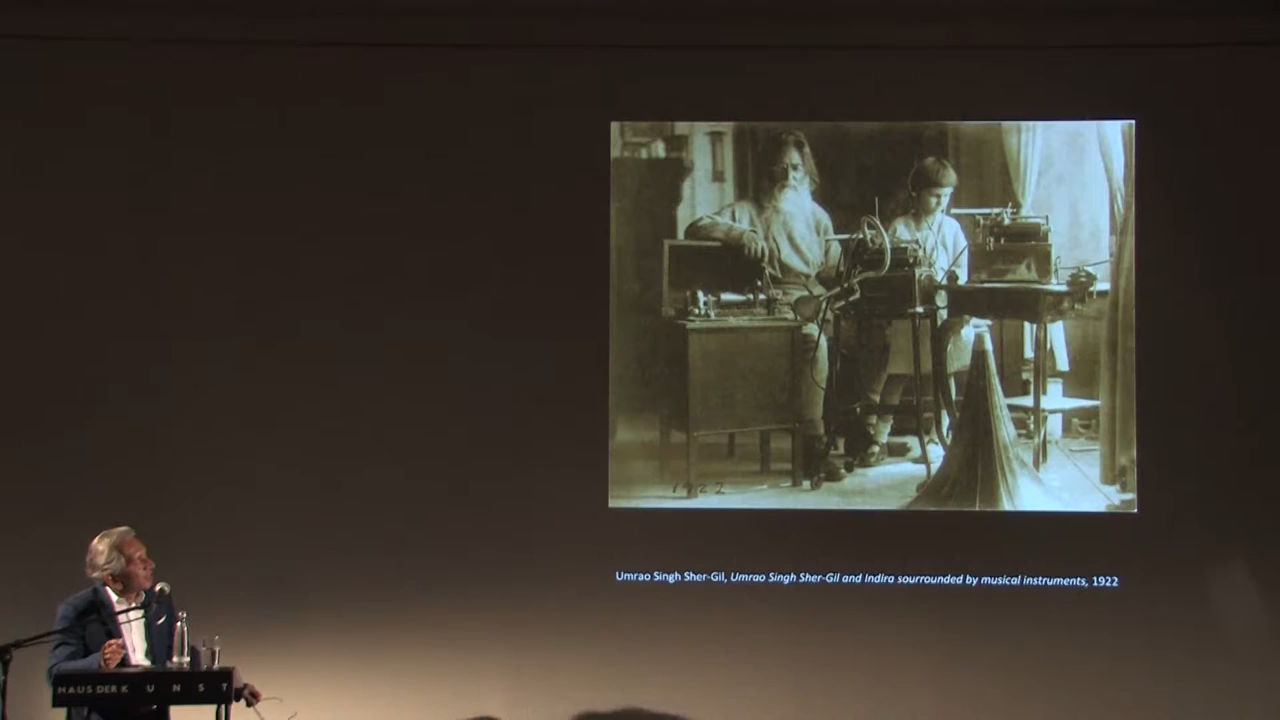 1922
Umrao Singh Sher-Gil, Umrao Singh Sher-Gil and Indira sourrounded by musical instruments, 1922
HAUS DER K U N S T